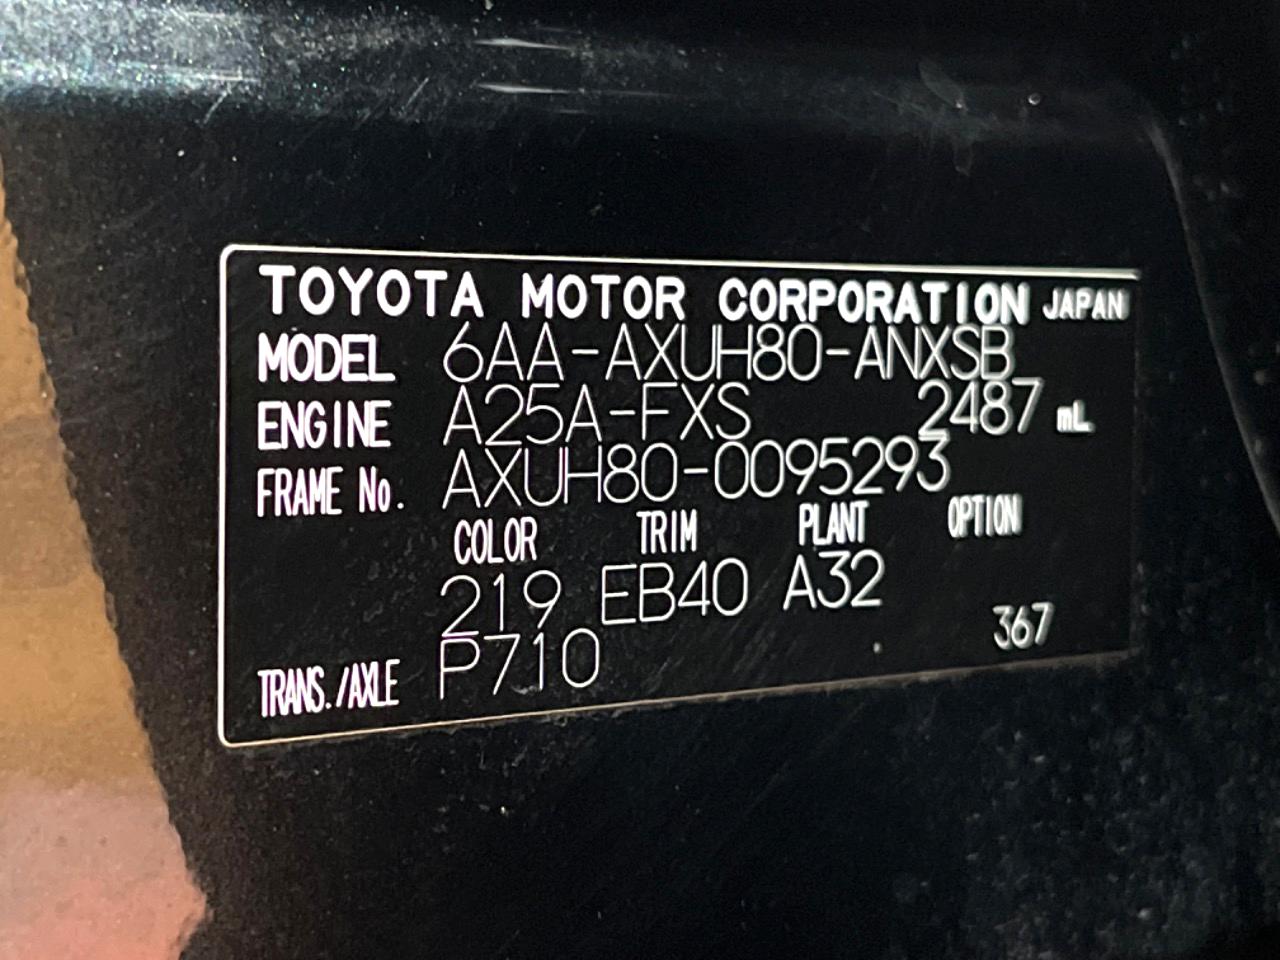 TOYOTA MOTOR CORPORATION JAPAN
MODEL 6AA-AXUH80-ANXSB
ENGINE A25A-FXS 2487 mL
FRAME No. AXUH80-0095293
COLOR TRIM PLANT OPTION
219 EB40 A32
367
TRANS./AXLE P710